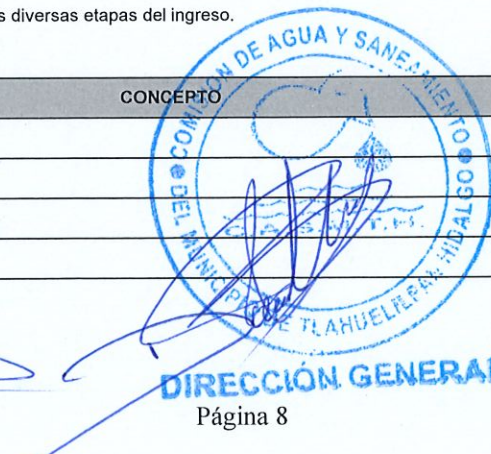 s diversas etapas del ingreso.
CONCEPTO
COMISIÓN DE AGUA Y SANEAMIENTO
DEL MUNICIPIO DE TLAHUELILPAN HIDALGO
DIRECCIÓN GENERAL
Página 8